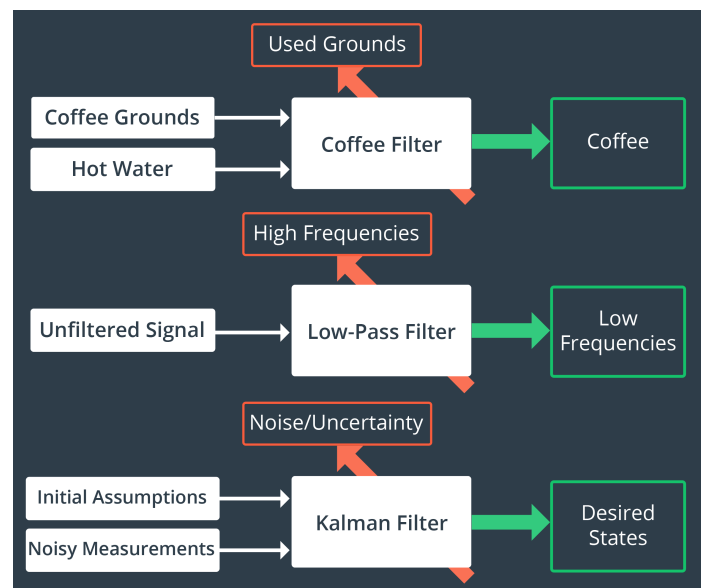 Used Grounds
Coffee Grounds
Hot Water
Coffee Filter
Coffee
High Frequencies
Unfiltered Signal
Low-Pass Filter
Low
Frequencies
Noise/Uncertainty
Initial Assumptions
Noisy Measurements
Kalman Filter
Desired
States